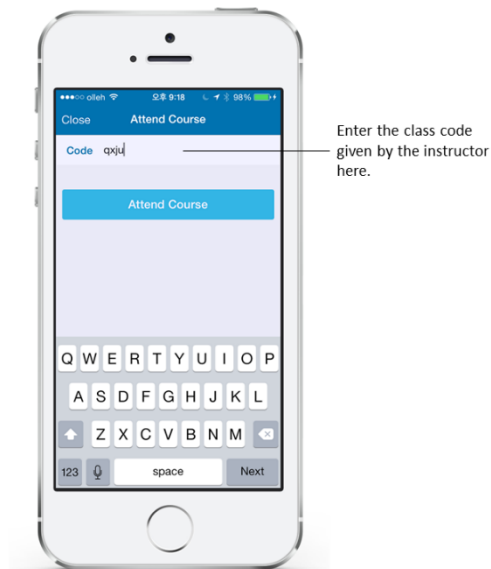 olleh 오후 9:18 98%
Close Attend Course
Code qxju
Enter the class code
given by the instructor
here.
Attend Course
Q W E R T Y U I O P
A S D F G H J K L
Z X C V B N M
123 space Next